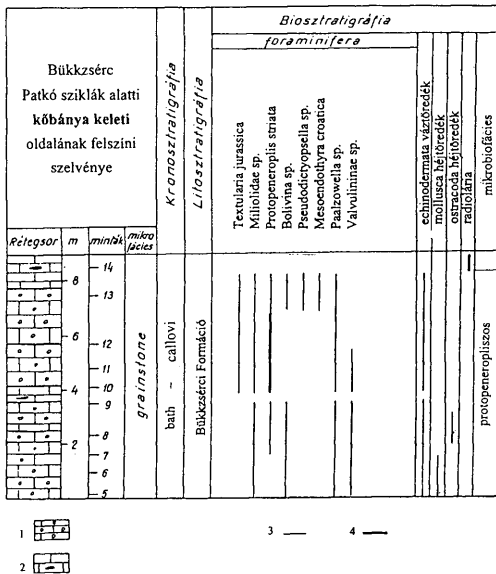 Bükkzsérc
Patkó sziklák alatti
kőbánya keleti
oldalának felszíni
szelvénye
Kronosztratigráfia
Litosztratigráfia
Biosztratigráfia
foraminifera
Textularia jurassica
Miliolidae sp.
Protopeneroplis striata
Bolivina sp.
Pseudodictyopsella sp.
Mesoendothyra croatica
Paalzowella sp.
Valvulininae sp.
echinodermata váztöredék
mollusca héjtöredék
ostracoda héjtöredék
radiolária
mikrobiofácies
Rétegsor
m
minták
mikro
fácies
8
6
4
2
14
13
12
11
10
9
8
7
6
5
grainstone
bath – callovi
Bükkzsérci Formáció
protopeneropliszos
1
2
3
4